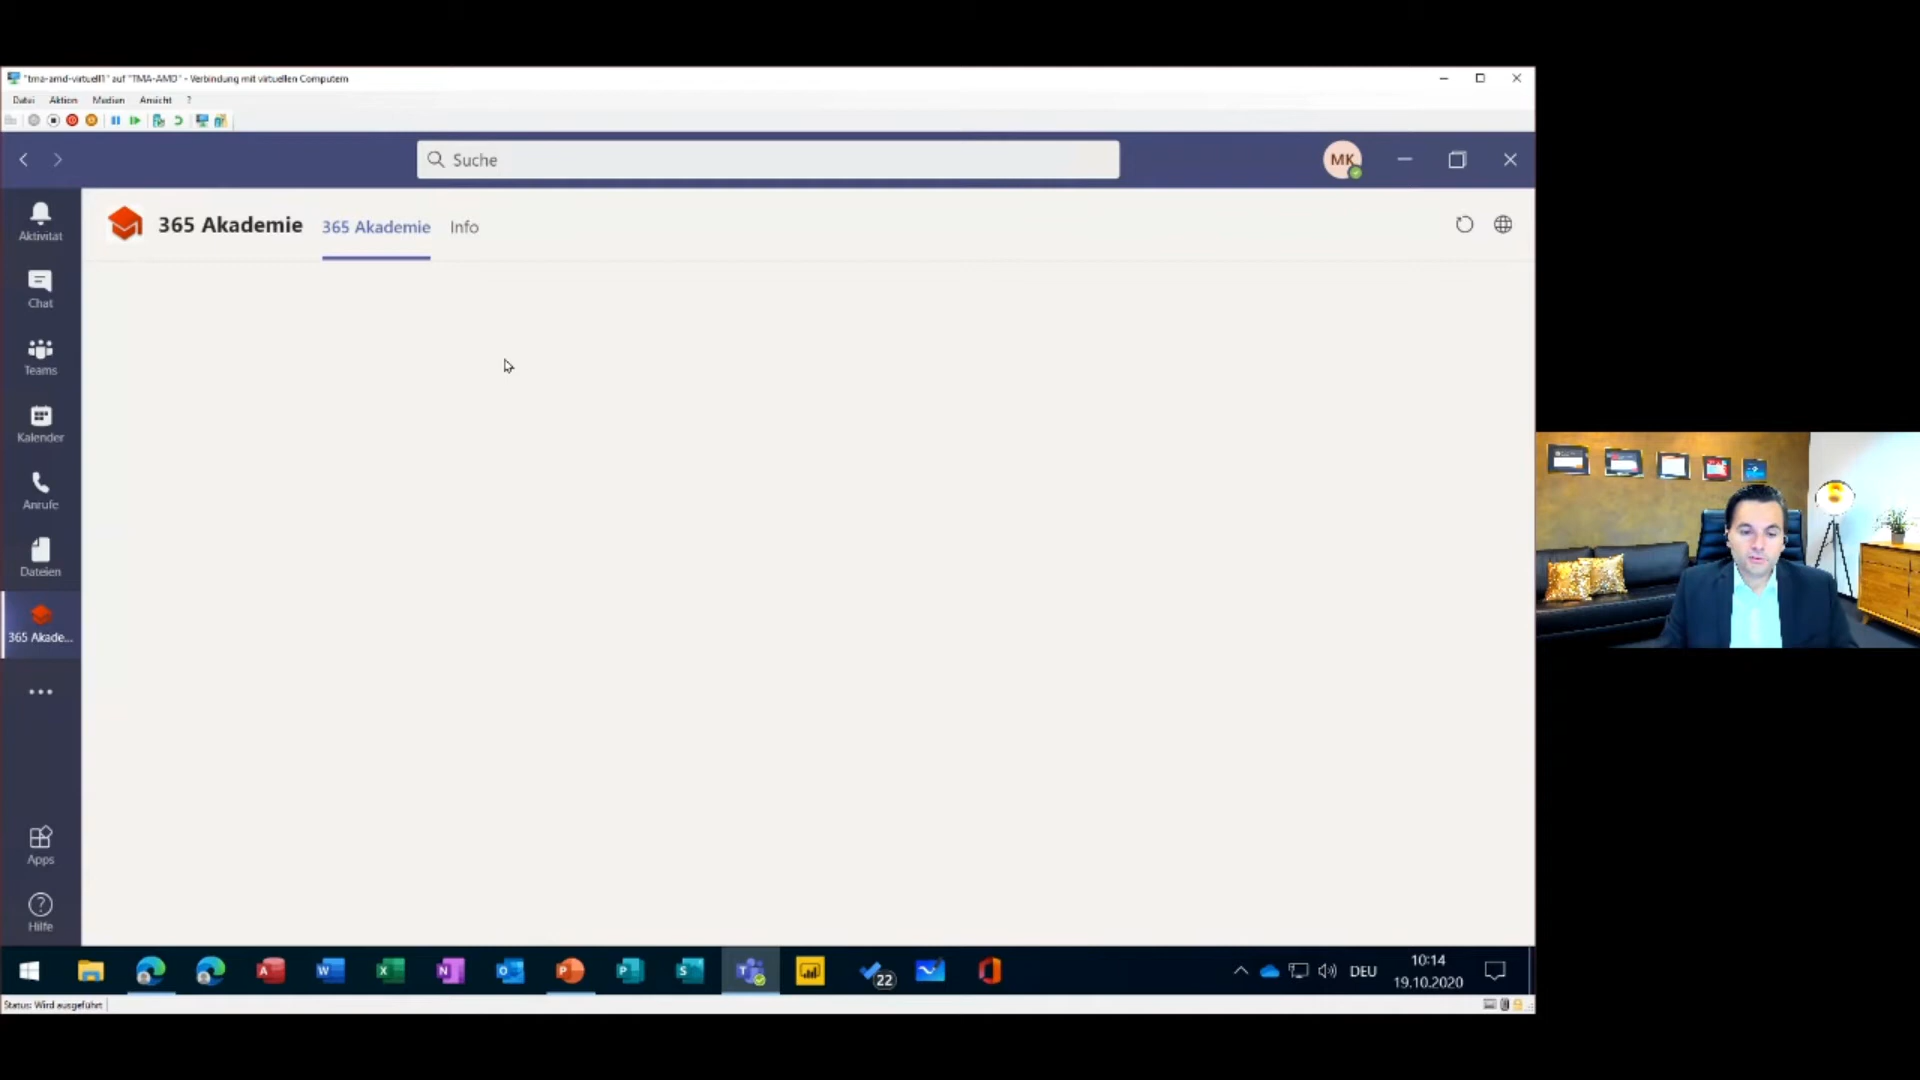 "tma-amd-virtuell1" auf "TMA-AMD" - Verbindung mit virtuellen Computern
Datei Aktion Medien Ansicht ?
Suche
MK
365 Akademie 365 Akademie Info
Aktivität
Chat
Teams
Kalender
Anrufe
Dateien
365 Akade...
Apps
Hilfe
22
DEU
10:14
19.10.2020
Status: Wird ausgeführt